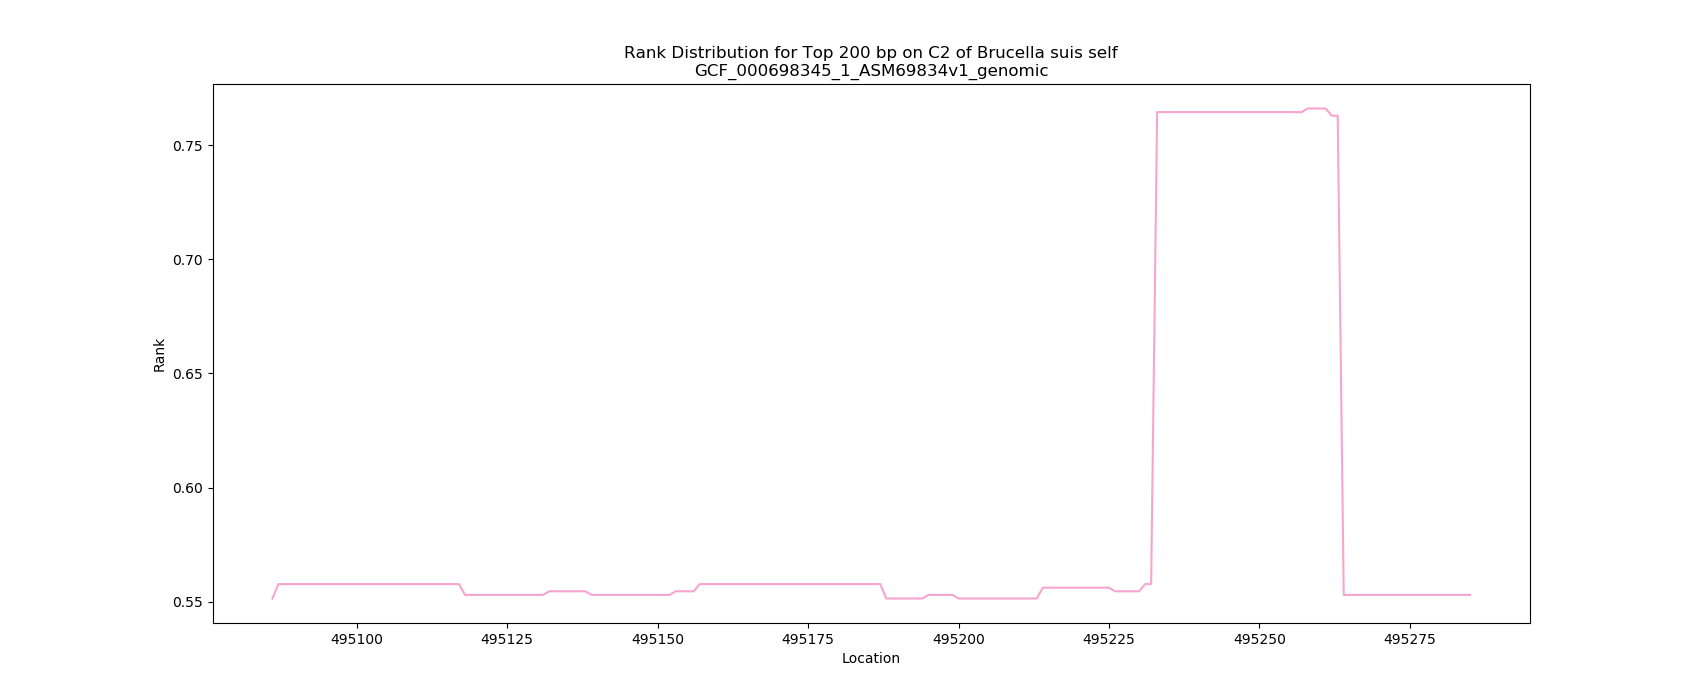 Rank Distribution for Top 200 bp on C2 of Brucella suis self
GCF_000698345_1_ASM69834v1_genomic
0.75
0.70
0.65
0.60
0.55
Rank
495100 495125 495150 495175 495200 495225 495250 495275
Location